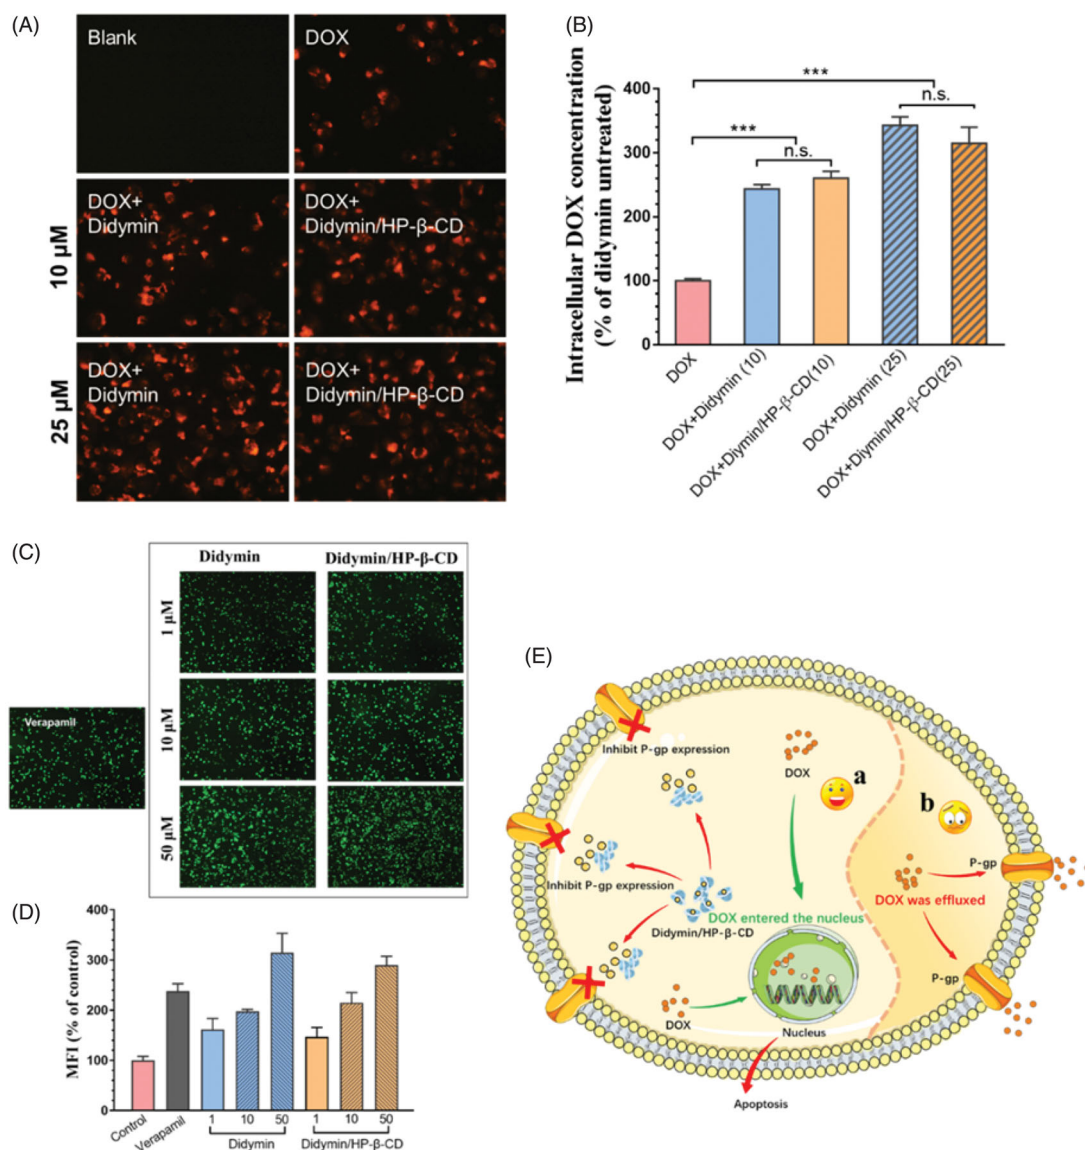 (A)
Blank
DOX
10 µM
DOX+
Didymin
DOX+
Didymin/HP-β-CD
25 µM
DOX+
Didymin
DOX+
Didymin/HP-β-CD
(B)
Intracellular DOX concentration
(% of didymin untreated)
400
300
200
100
0
***
***
n.s.
n.s.
DOX
DOX+Didymin (10)
DOX+Diymin/HP-β-CD(10)
DOX+Didymin (25)
DOX+Diymin/HP-β-CD(25)
(C)
Didymin
Didymin/HP-β-CD
Verapamil
1 µM
10 µM
50 µM
(D)
MFI (% of control)
400
300
200
100
0
Control
Verapamil
1
10
50
1
10
50
Didymin
Didymin/HP-β-CD
(E)
Inhibit P-gp expression
DOX
a
b
P-gp
Inhibit P-gp expression
DOX was effluxed
DOX entered the nucleus
Didymin/HP-β-CD
P-gp
DOX
Nucleus
Apoptosis